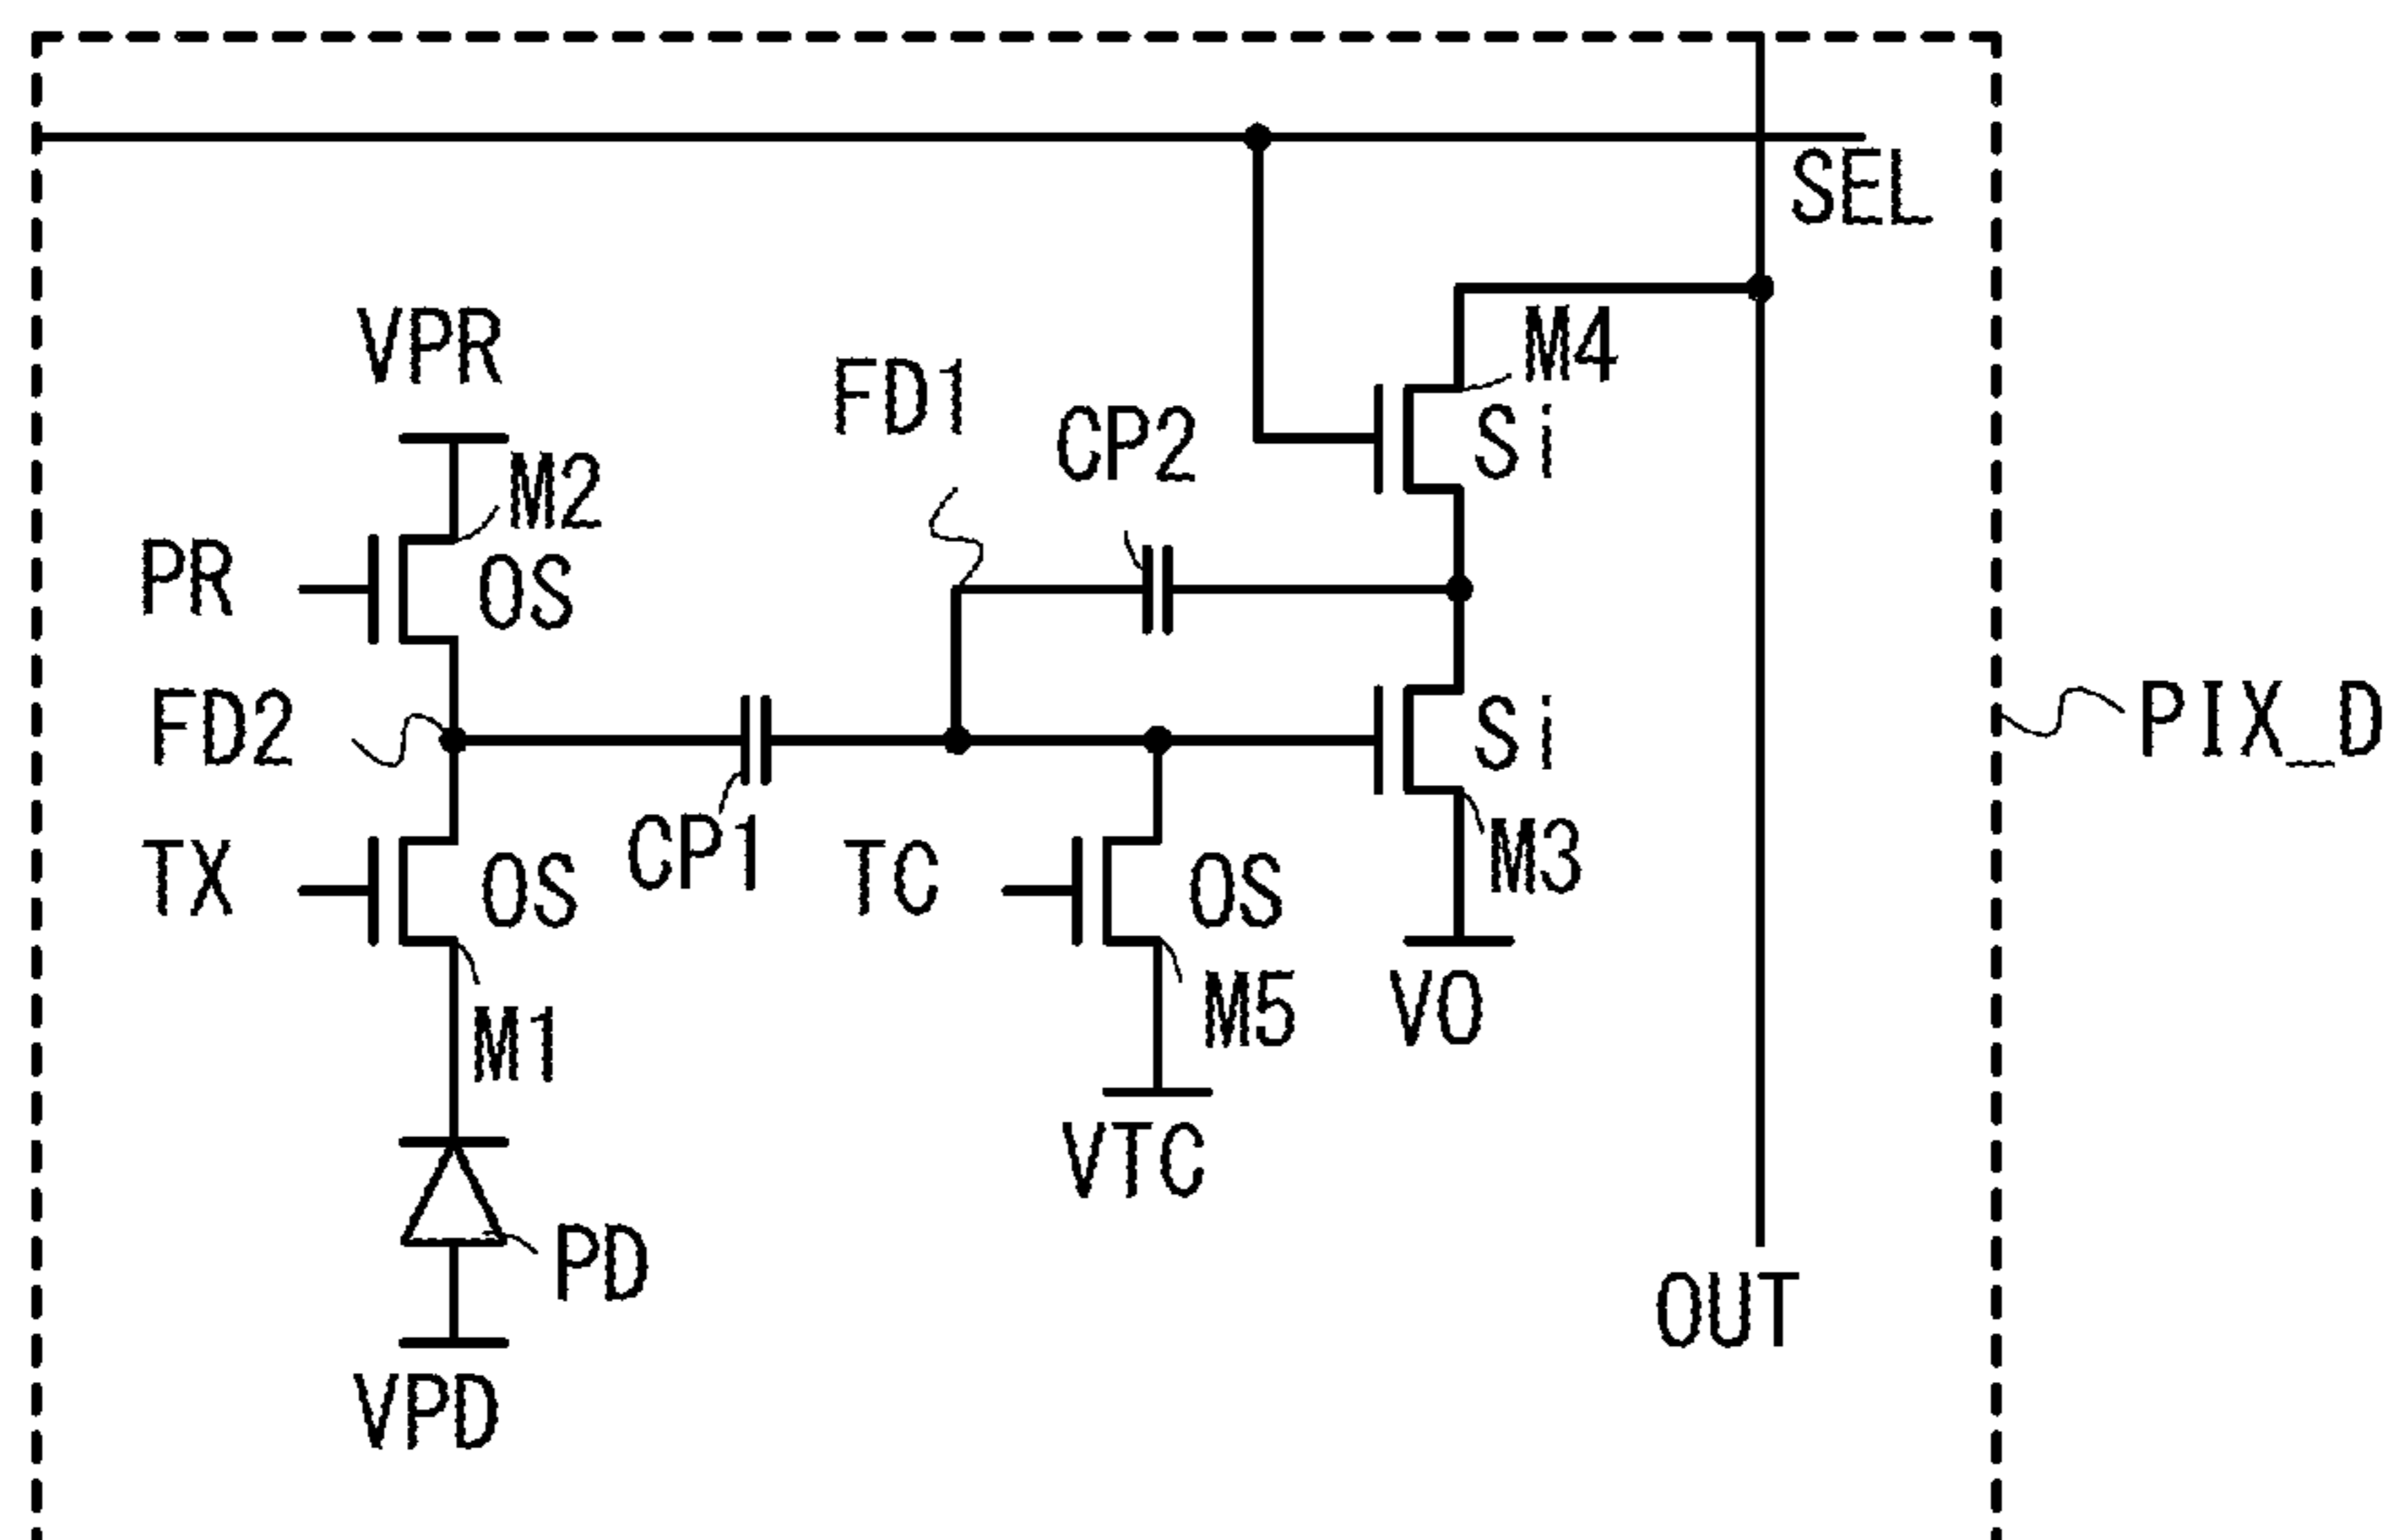 SEL
VPR
M4
FD1
CP2
Si
M2
PR
OS
FD2
Si
PIX_D
TX
OS
CP1
TC
OS
M3
M1
M5
VO
VTC
PD
OUT
VPD